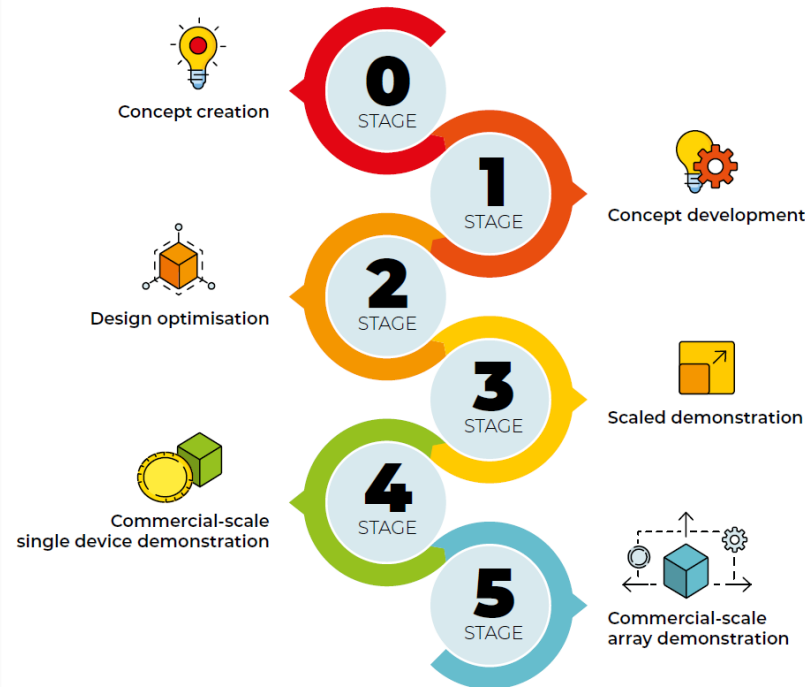 0
STAGE
Concept creation
1
STAGE
Concept development
2
STAGE
Design optimisation
3
STAGE
Scaled demonstration
4
STAGE
Commercial-scale
single device demonstration
5
STAGE
Commercial-scale
array demonstration